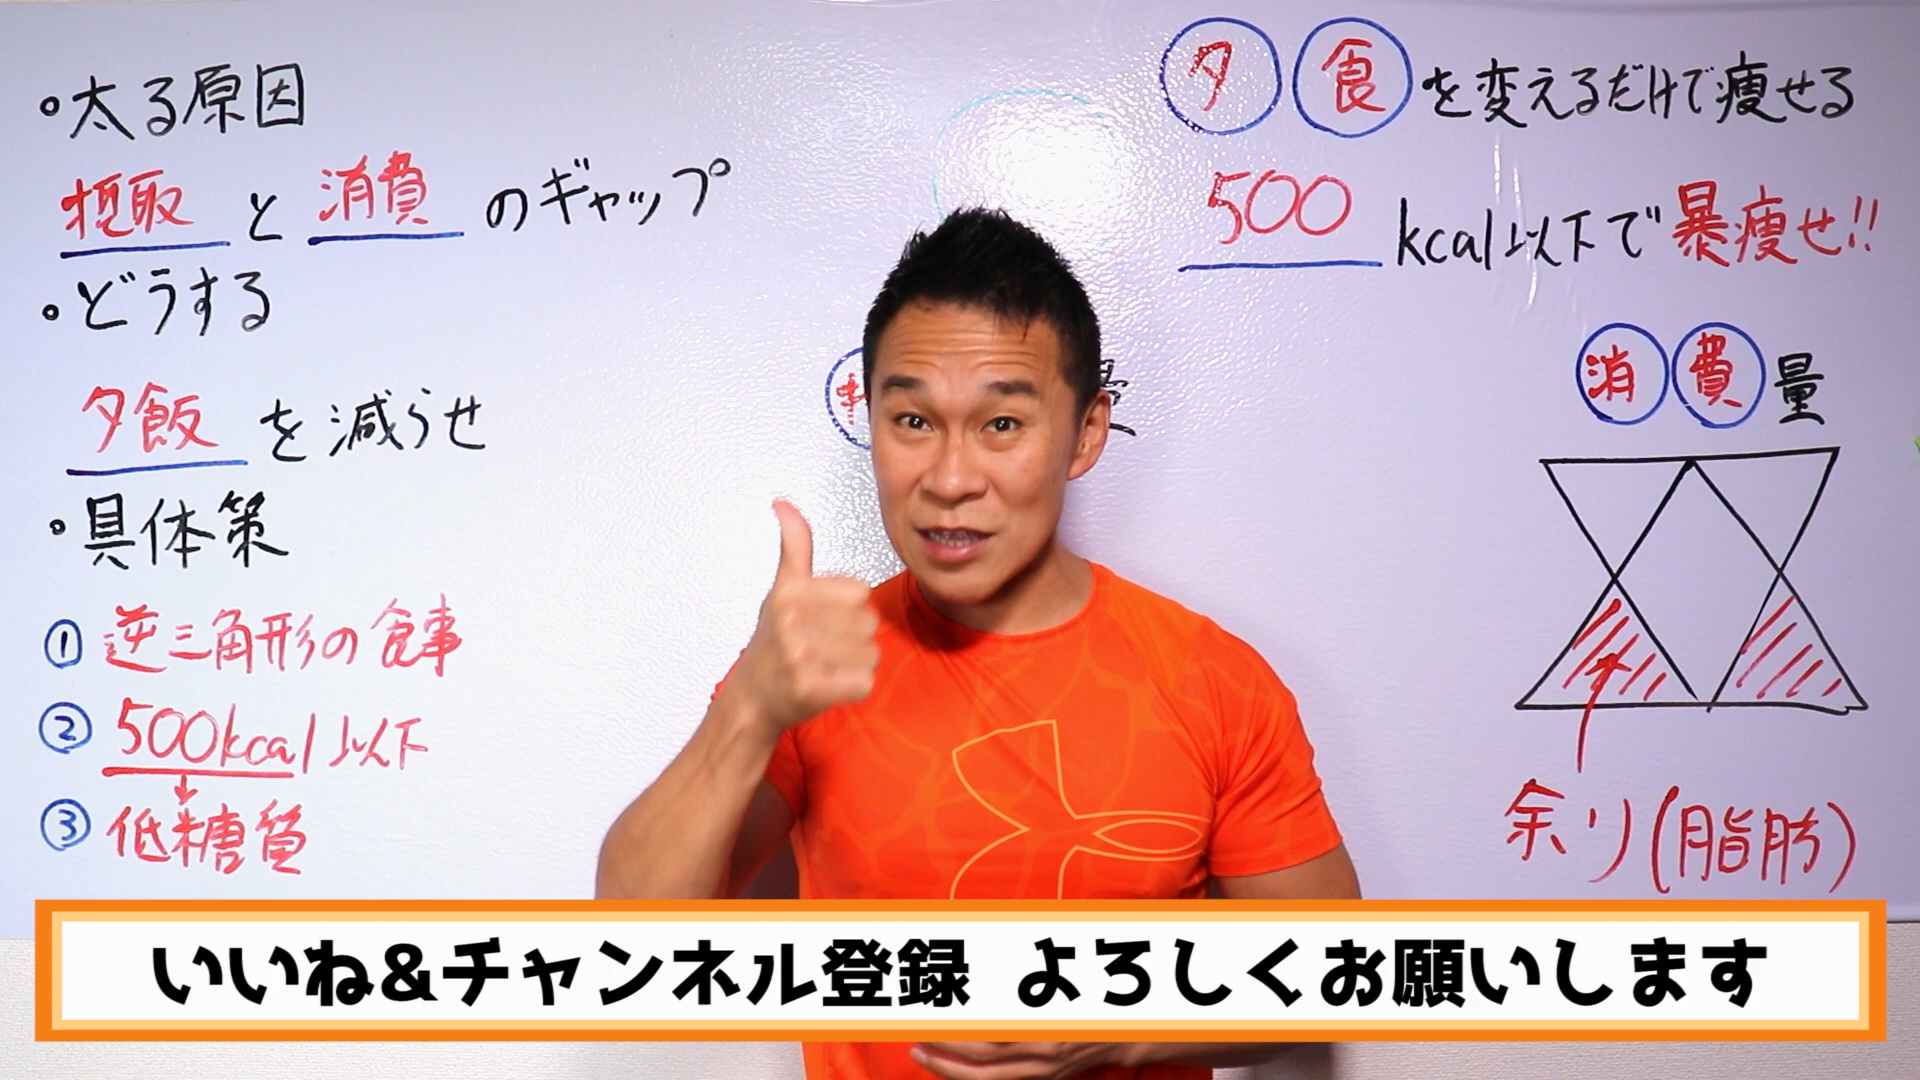 ・太る原因
摂取と消費のギャップ
・どうする
夕飯を減らせ
・具体策
① 逆三角形の食事
② 500kcal以下
③ 低糖質
夕食を変えるだけで痩せる
500kcal以下で暴痩せ!!
消費量
余り(脂肪)
いいね&チャンネル登録 よろしくお願いします